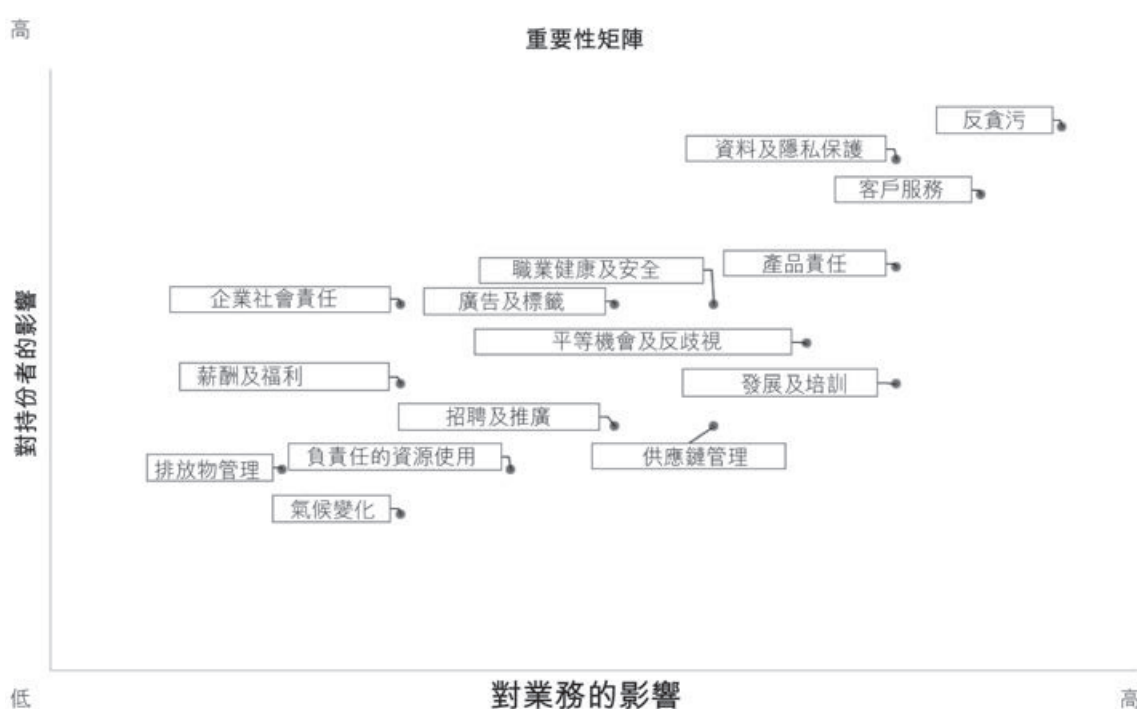 高
重要性矩陣
反貪污
資料及隱私保護
客戶服務
產品責任
職業健康及安全
企業社會責任
廣告及標籤
平等機會及反歧視
薪酬及福利
發展及培訓
招聘及推廣
供應鏈管理
負責任的資源使用
排放物管理
氣候變化
對持份者的影響
低
對業務的影響
高